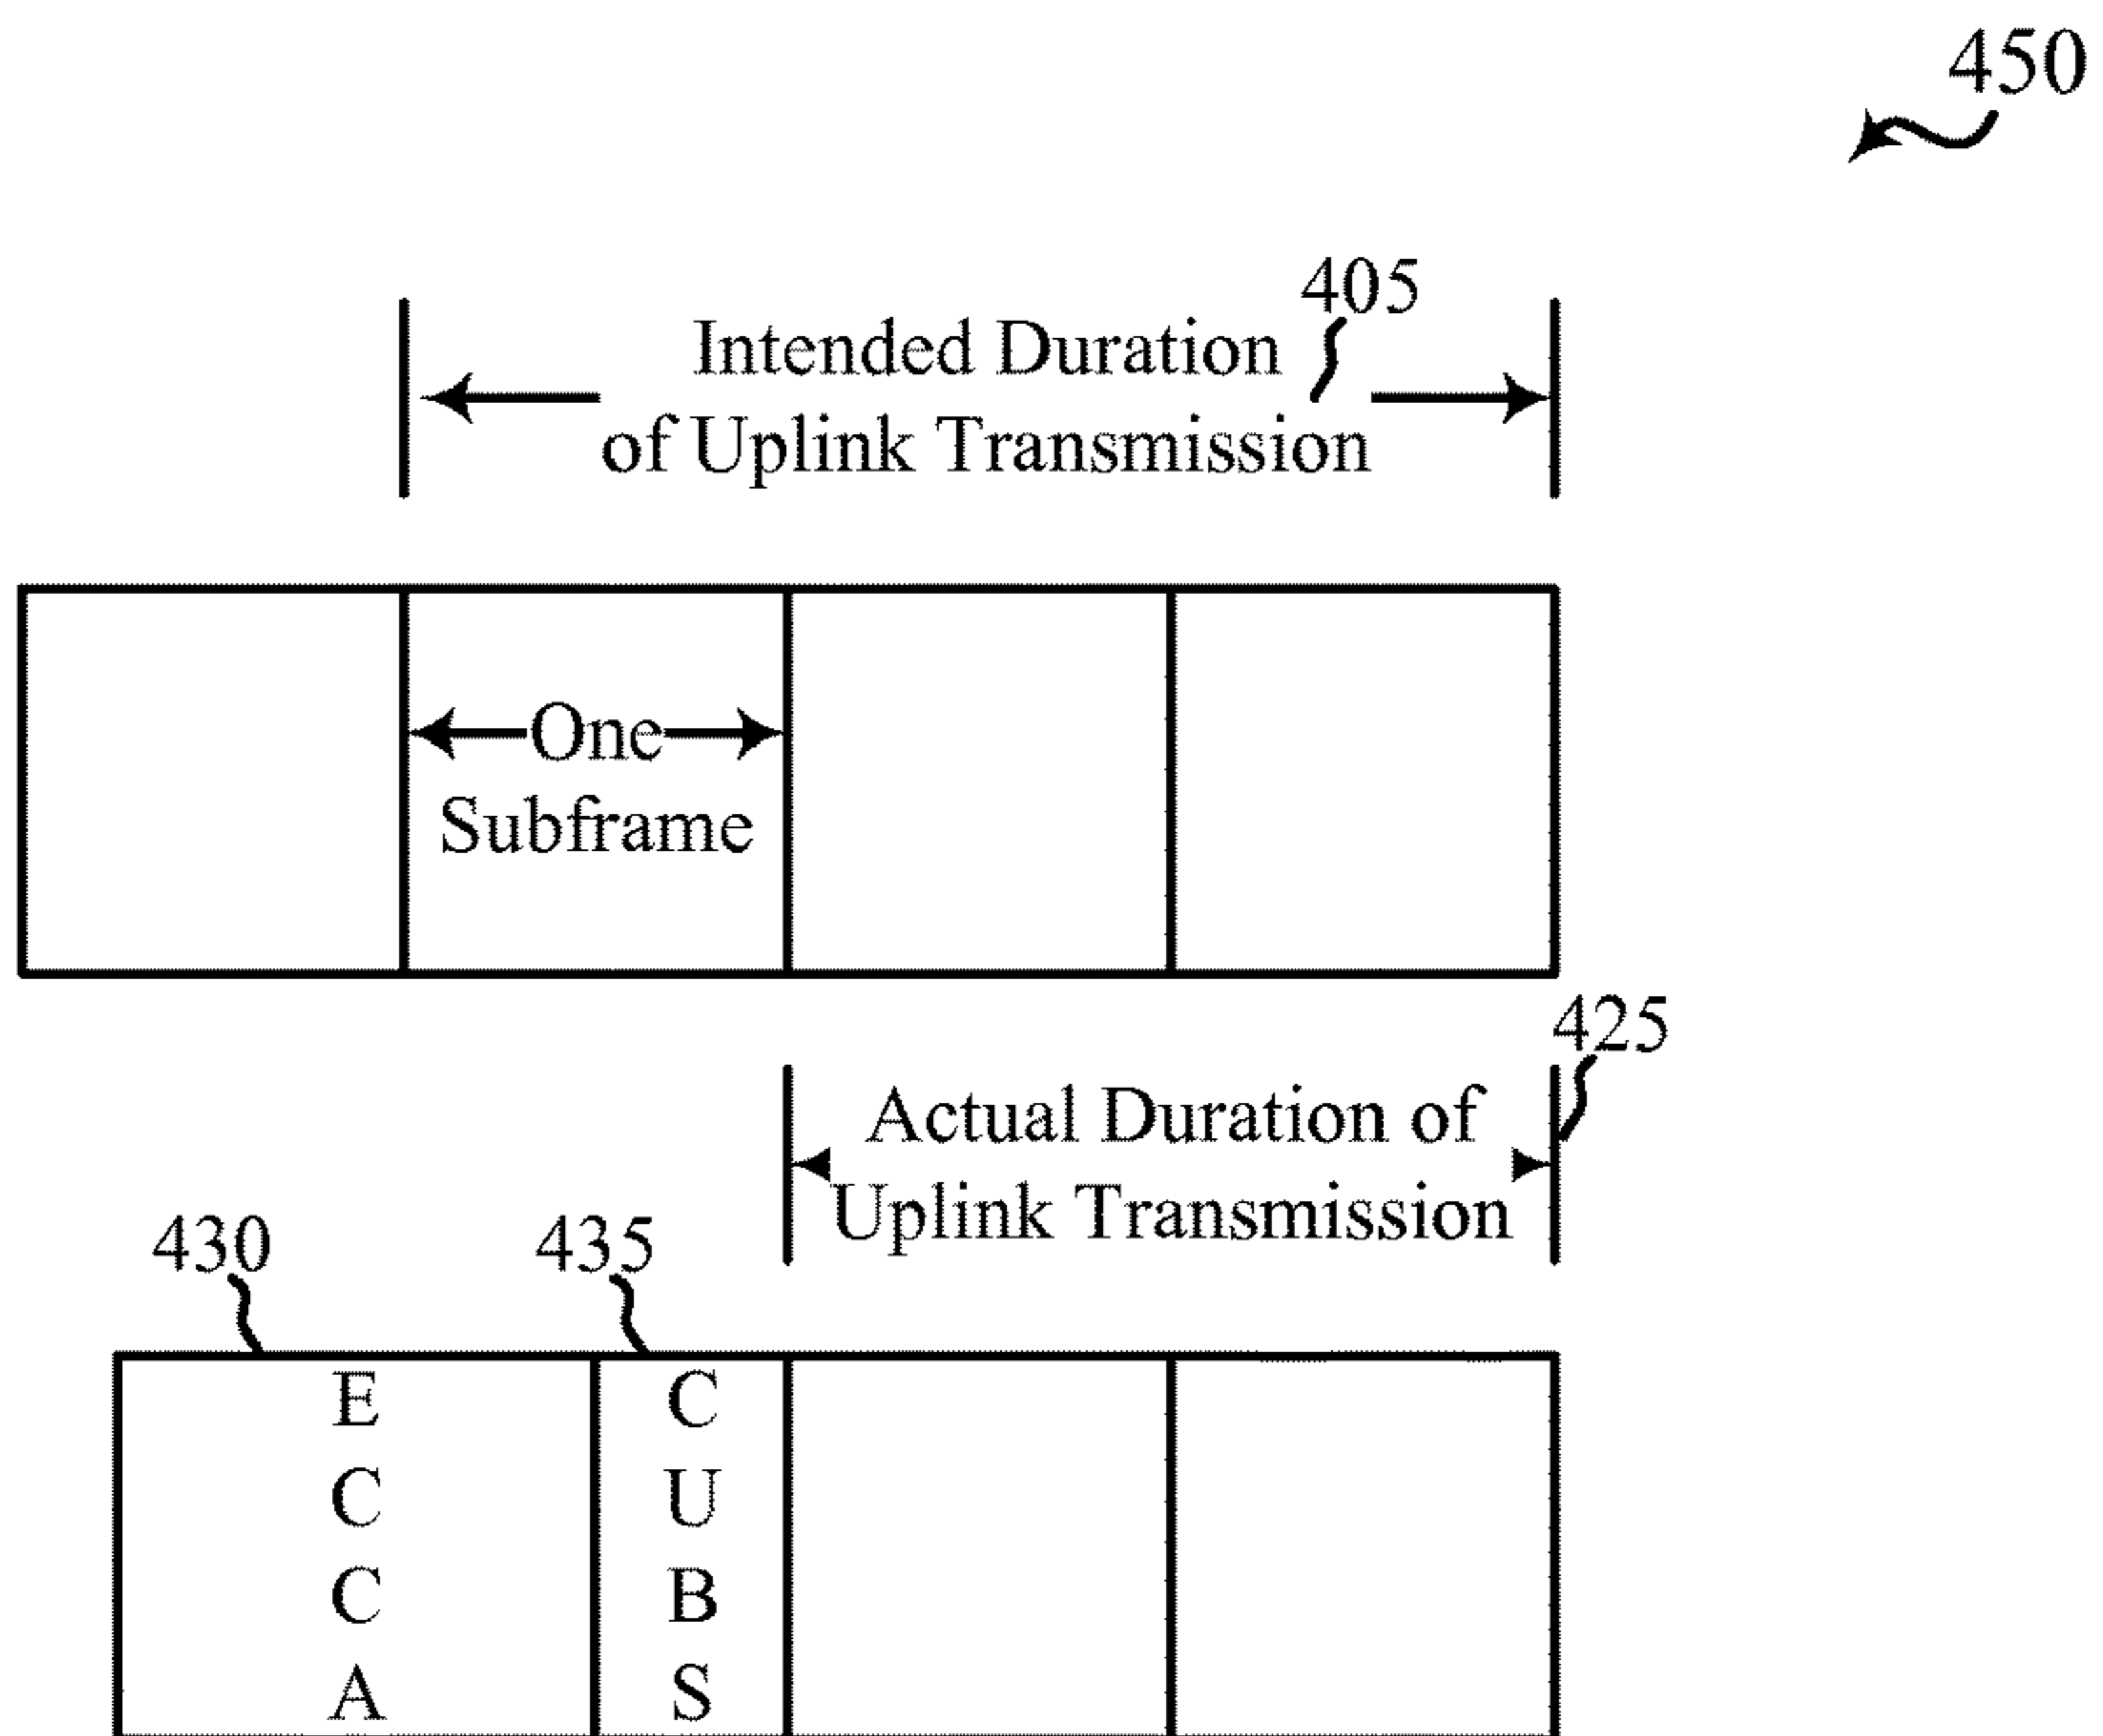 450
405
Intended Duration
of Uplink Transmission
One
Subframe
425
Actual Duration of
Uplink Transmission
430
435
E
C
C
A
C
U
B
S